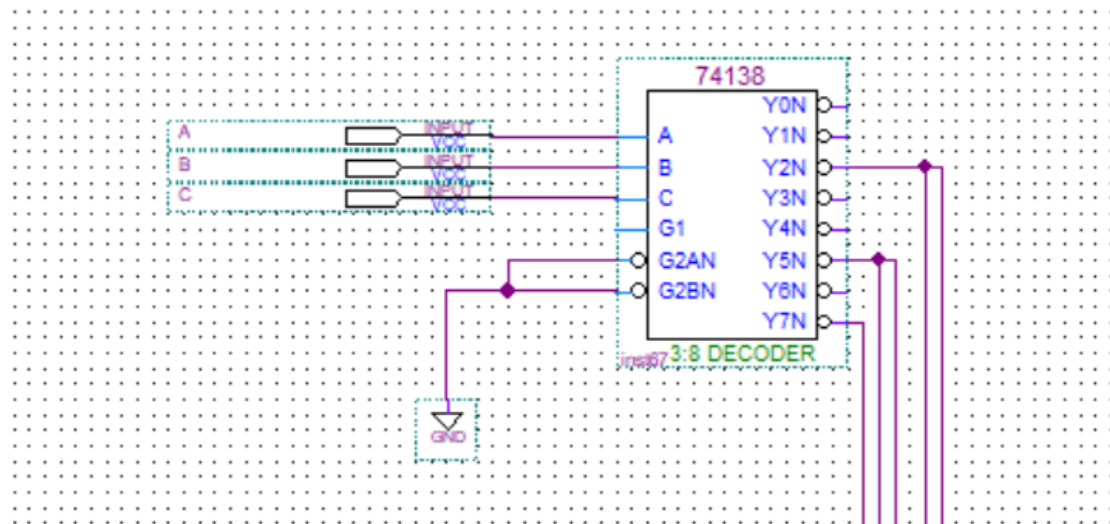 74138
A INPUT VCC
B INPUT VCC
C INPUT VCC
A
B
C
G1
G2AN
G2BN
Y0N
Y1N
Y2N
Y3N
Y4N
Y5N
Y6N
Y7N
inst67
3:8 DECODER
GND